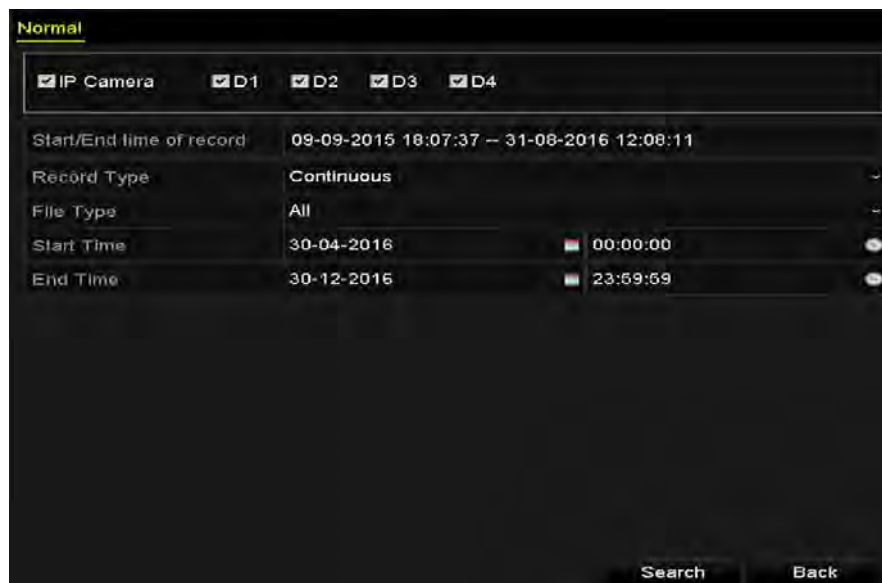 Normal
IP Camera D1 D2 D3 D4
Start/End time of record 09-09-2015 18:07:37 -- 31-08-2016 12:08:11
Record Type Continuous
File Type All
Start Time 30-04-2016 00:00:00
End Time 30-12-2016 23:59:59
Search Back